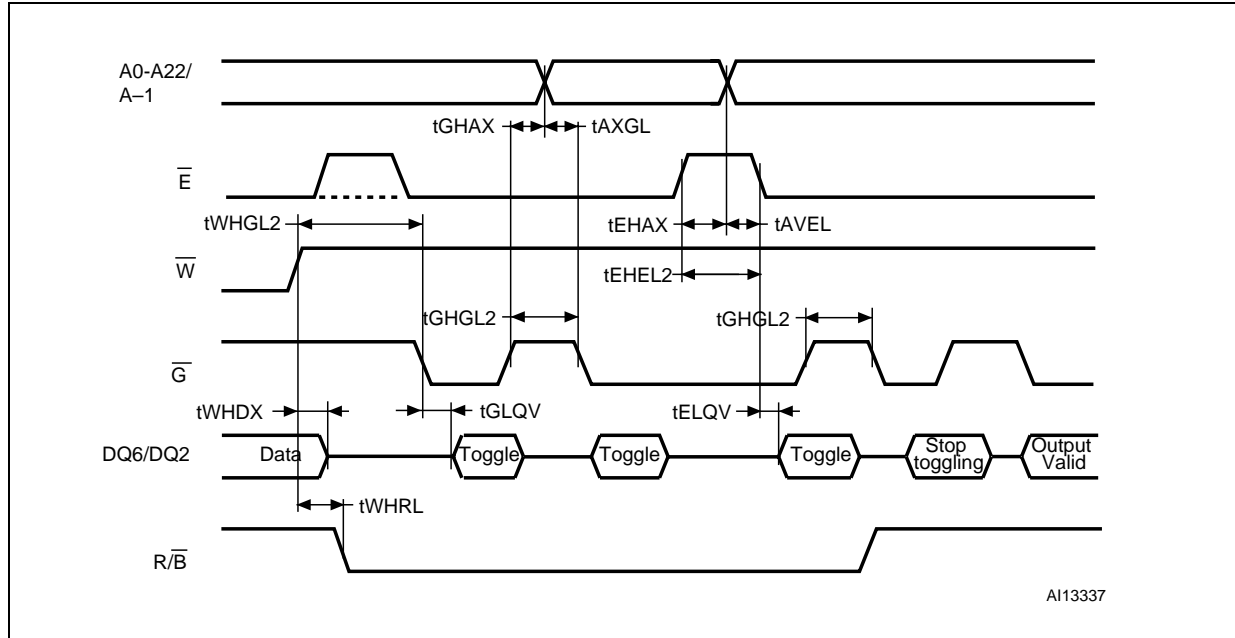 A0-A22/
A–1
tGHAX
tAXGL
E̅
tWHGL2
tEHAX
tAVEL
W̅
tEHEL2
tGHGL2
tGHGL2
G̅
tWHDX
tGLQV
tELQV
DQ6/DQ2
Data
Toggle
Toggle
Toggle
Stop
toggling
Output
Valid
tWHRL
R/B̅
AI13337